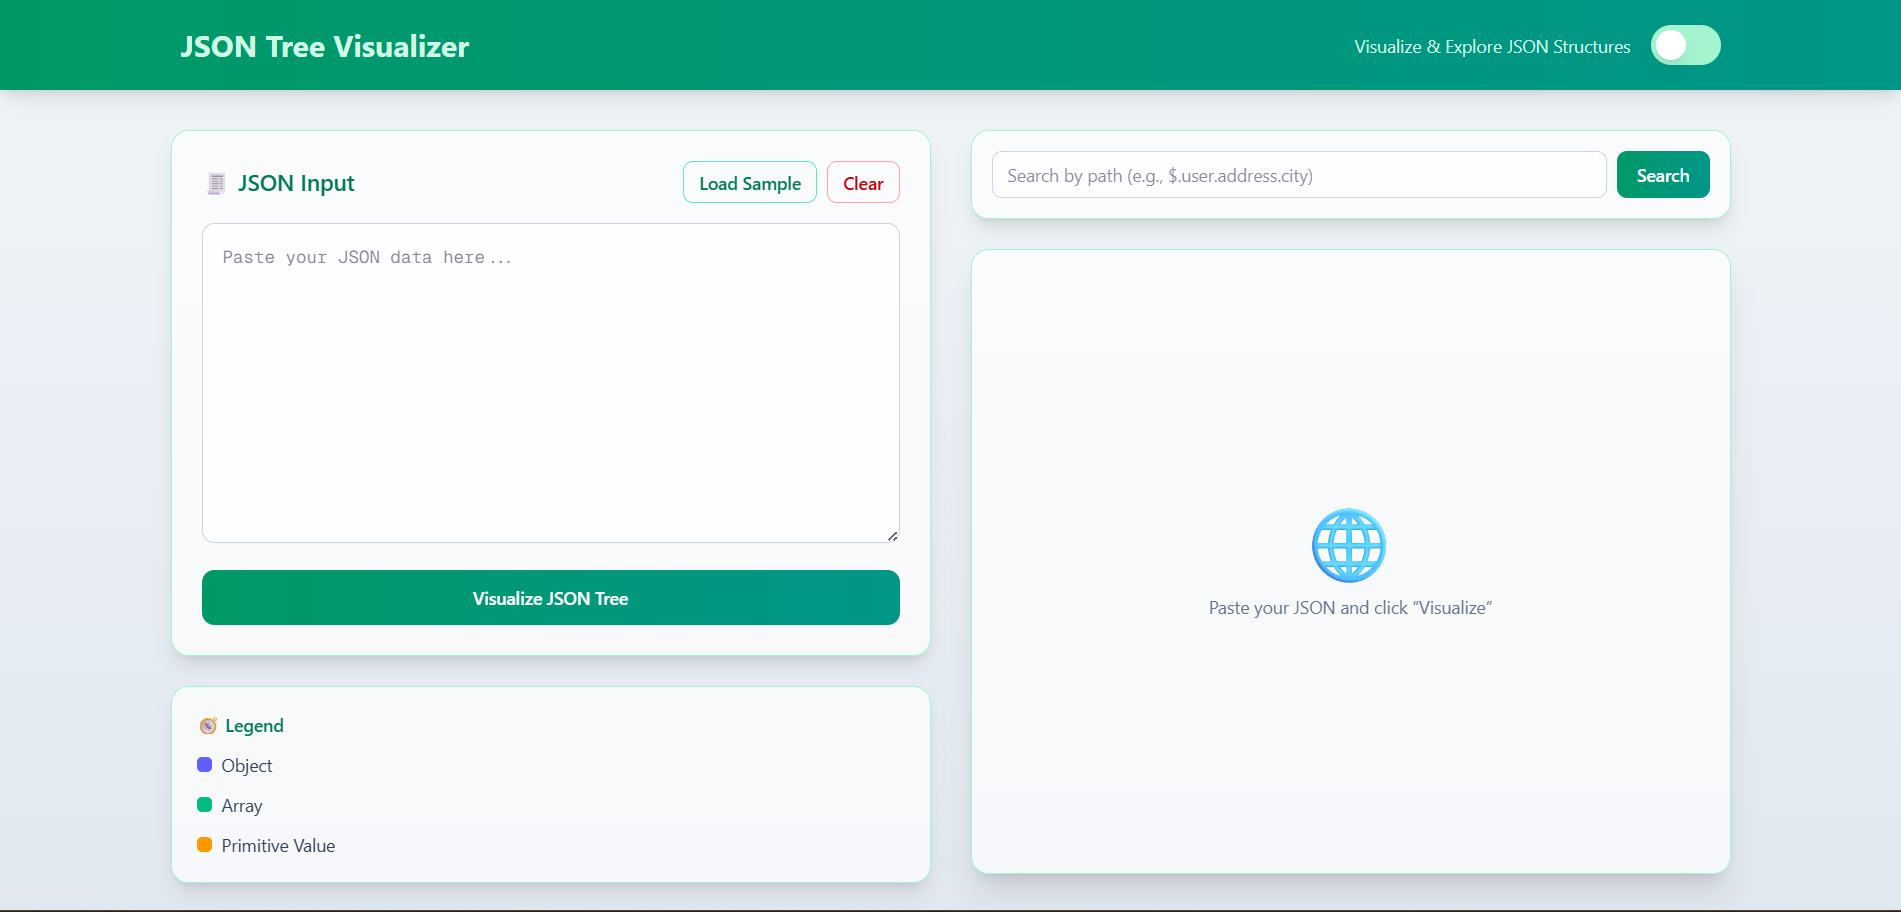 JSON Tree Visualizer
Visualize & Explore JSON Structures
JSON Input
Load Sample
Clear
Paste your JSON data here...
Visualize JSON Tree
Legend
Object
Array
Primitive Value
Search by path (e.g., $.user.address.city)
Search
Paste your JSON and click “Visualize”